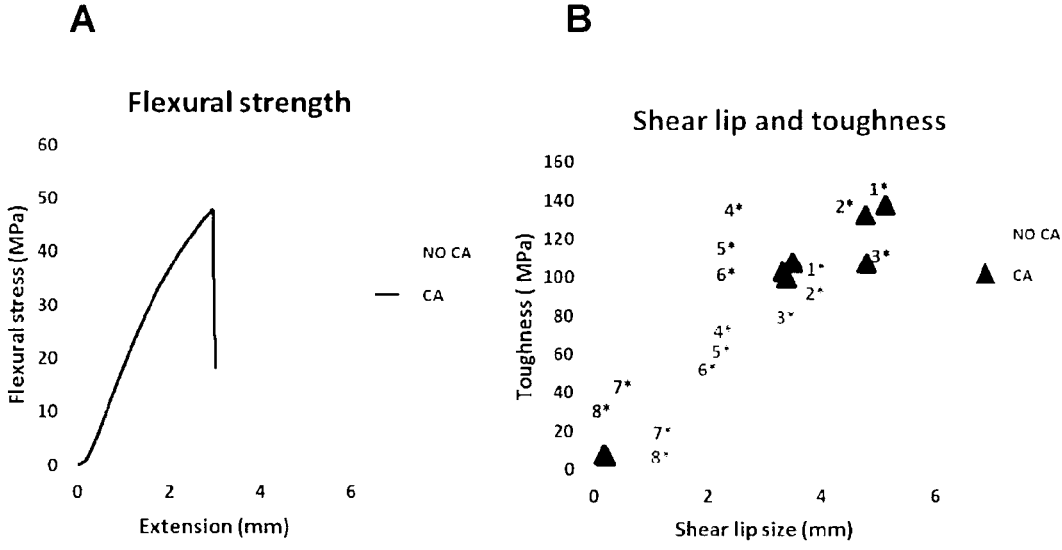 A
B
Flexural strength
Shear lip and toughness
Flexural stress (MPa)
60
50
40
30
20
10
0
0 2 4 6
Extension (mm)
NO CA
CA
Toughness ( MPa)
160
140
120
100
80
60
40
20
0
0 2 4 6
Shear lip size (mm)
1*
2*
3*
4*
5*
6*
7*
8*
1*
2*
3*
4*
5*
6*
7*
8*
NO CA
CA